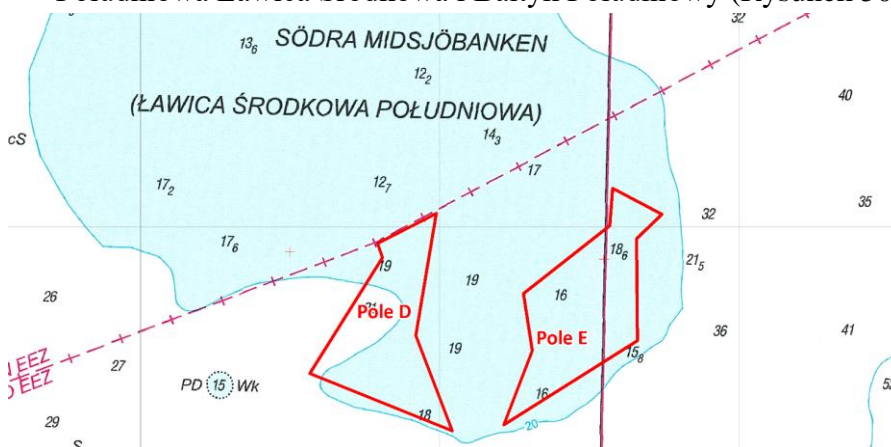 32
13₆ SÖDRA MIDSJÖBANKEN
12₂
40
(ŁAWICA ŚRODKOWA POŁUDNIOWA)
cS
14₃
17
17₂
12₇
35
32
17₆
18₆
19
21₅
26
19
16
21
Pole D
36
41
Pole E
19
15₈
N EEZ
D EEZ
27
PD 15 Wk
16
18
29
20
S